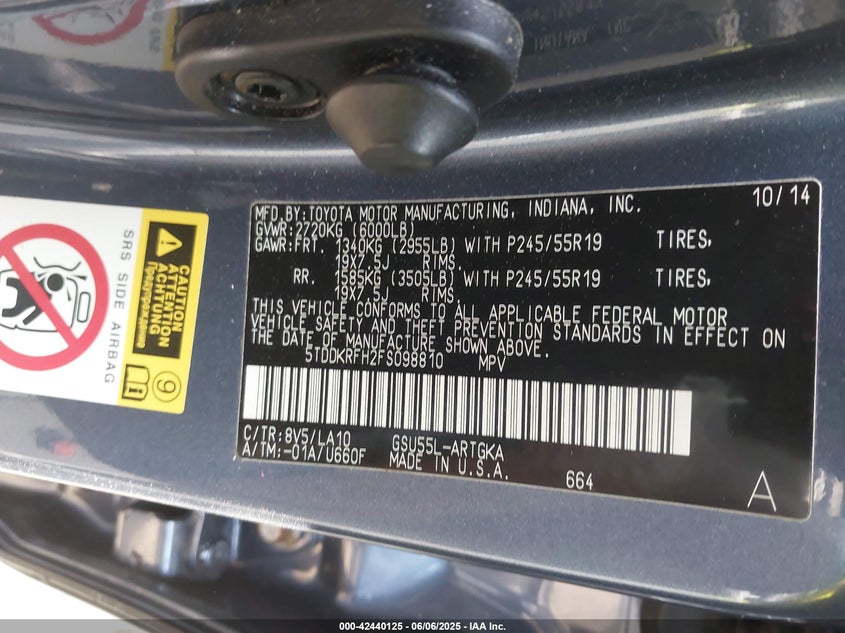 MFD.BY:TOYOTA MOTOR MANUFACTURING, INDIANA, INC. 10/14
GVWR:2720KG (6000LB)
GAWR:FRT. 1340KG (2955LB) WITH P245/55R19 TIRES,
19X7.5J RIMS.
RR. 1585KG (3505LB) WITH P245/55R19 TIRES,
19X7.5J RIMS.
THIS VEHICLE CONFORMS TO ALL APPLICABLE FEDERAL MOTOR
VEHICLE SAFETY AND THEFT PREVENTION STANDARDS IN EFFECT ON
THE DATE OF MANUFACTURE SHOWN ABOVE.
5TDDKRFH2FS098810 MPV
C/TR:8V5/LA10 GSU55L-ARTGKA
A/TM:-01A/U660F MADE IN U.S.A.
664
A
SRS SIDE AIRBAG
CAUTION
ATTENTION
ACHTUNG
Предупреждение
9
000-42440125 - 06/06/2025 - IAA Inc.